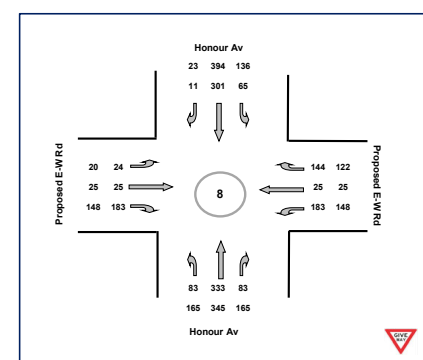 Honour Av
23 394 136
11 301 65
Proposed E-W Rd
20 24
25 25
148 183
8
144 122
25 25
183 148
Proposed E-W Rd
83 333 83
165 345 165
Honour Av
GIVE
WAY